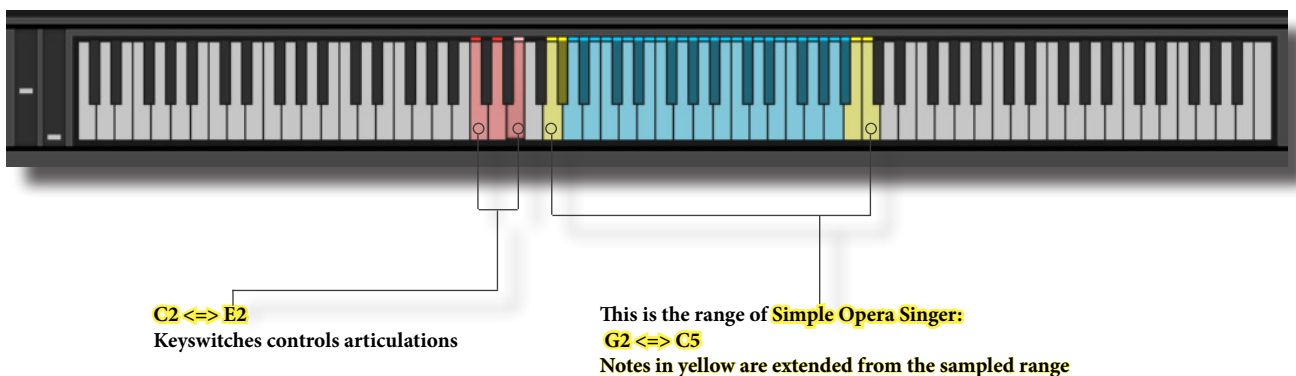 C2 <=> E2
Keyswitches controls articulations
This is the range of Simple Opera Singer:
G2 <=> C5
Notes in yellow are extended from the sampled range